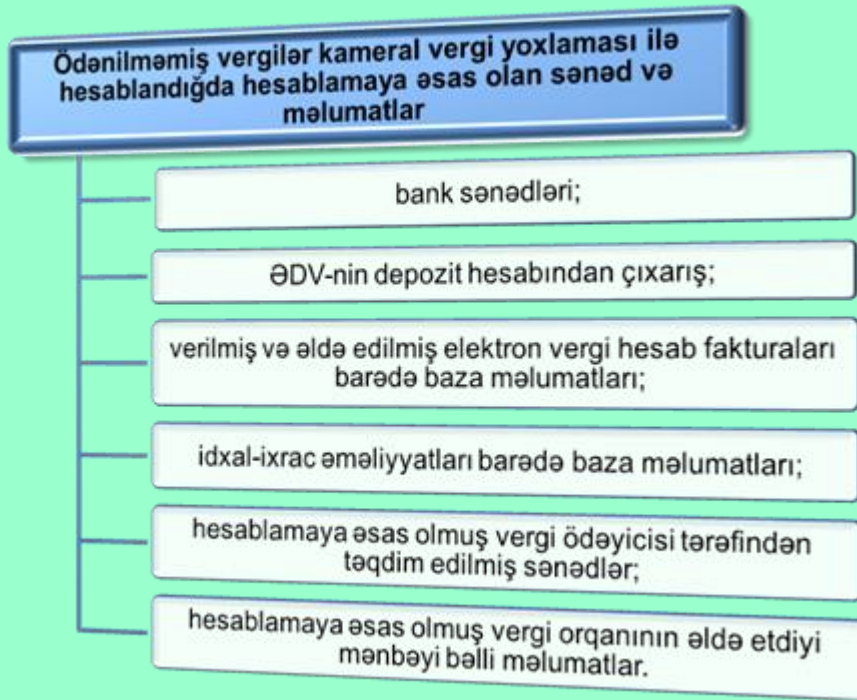 Ödənilməmiş vergilər kameral vergi yoxlaması ilə
hesablandığda hesablamaya əsas olan sənəd və
məlumatlar
bank sənədləri;
ƏDV-nin depozit hesabından çıxarış;
verilmiş və əldə edilmiş elektron vergi hesab fakturaları
barədə baza məlumatları;
idxal-ixrac əməliyyatları barədə baza məlumatları;
hesablamaya əsas olmuş vergi ödəyicisi tərəfindən
təqdim edilmiş sənədlər;
hesablamaya əsas olmuş vergi orqanının əldə etdiyi
mənbəyi bəlli məlumatlar.